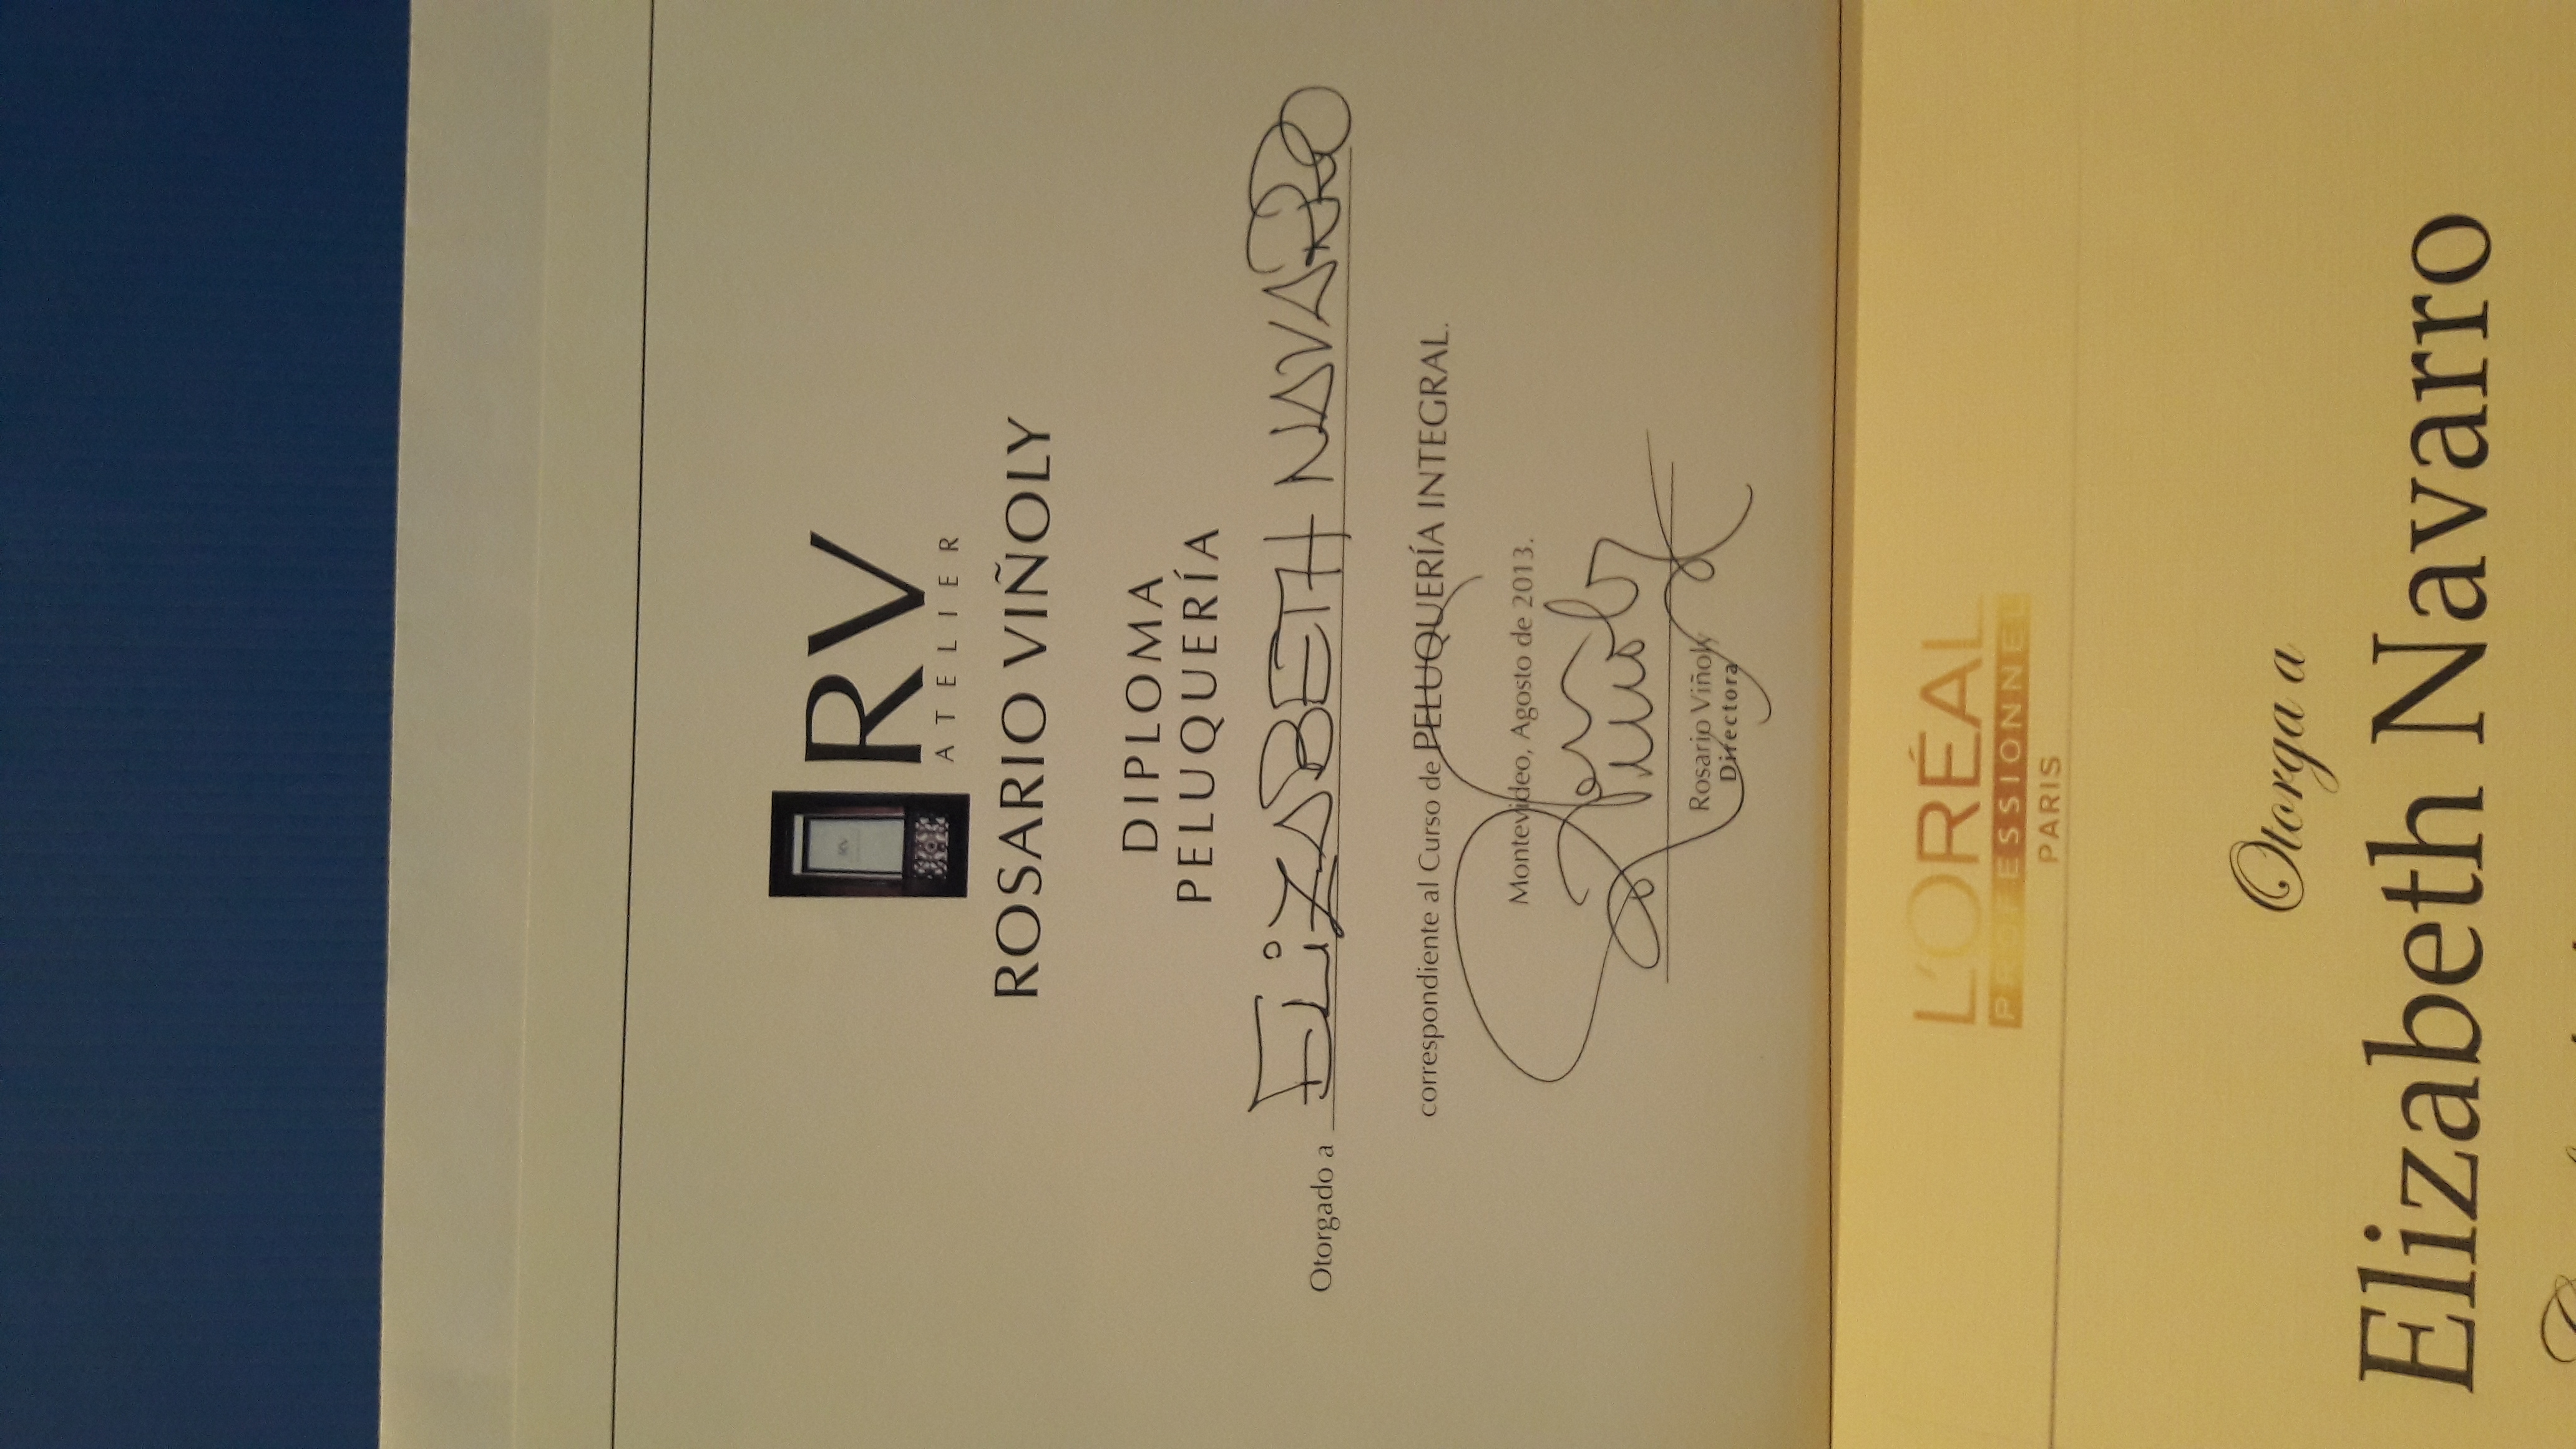 RV
RV
ATELIER
ROSARIO VIÑOLY
DIPLOMA
PELUQUERÍA
Otorgado a ELiZABETH NAVARRO
correspondiente al Curso de PELUQUERÍA INTEGRAL.
Montevideo, Agosto de 2013.
Rosario Viñoly
Directora
L'ORÉAL
PROFESSIONNEL
PARIS
Otorga a
Elizabeth Navarro